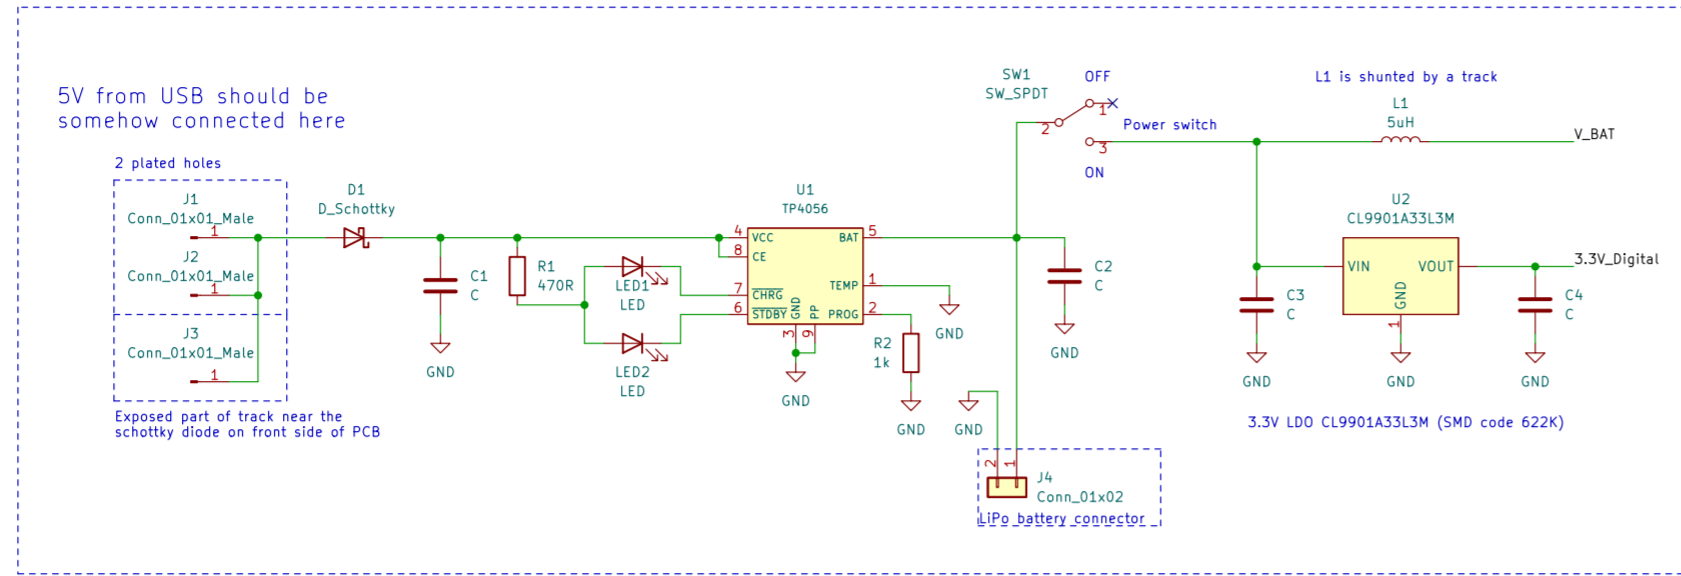 5V from USB should be
somehow connected here
2 plated holes
J1
Conn_01x01_Male
1
J2
Conn_01x01_Male
1
J3
Conn_01x01_Male
1
Exposed part of track near the
schottky diode on front side of PCB
D1
D_Schottky
C1
C
GND
R1
470R
LED1
LED
LED2
LED
U1
TP4056
4
VCC
8
CE
7
CHRG
6
STDBY
BAT
5
TEMP
1
PROG
2
GND
3
PP
9
GND
GND
R2
1k
GND
GND
C2
C
GND
2
1
J4
Conn_01x02
LiPo battery connector
SW1
SW_SPDT
OFF
1
2
Power switch
3
ON
L1 is shunted by a track
L1
5uH
V_BAT
U2
CL9901A33L3M
VIN
VOUT
GND
1
3.3V_Digital
C3
C
GND
GND
C4
C
GND
3.3V LDO CL9901A33L3M (SMD code 622K)